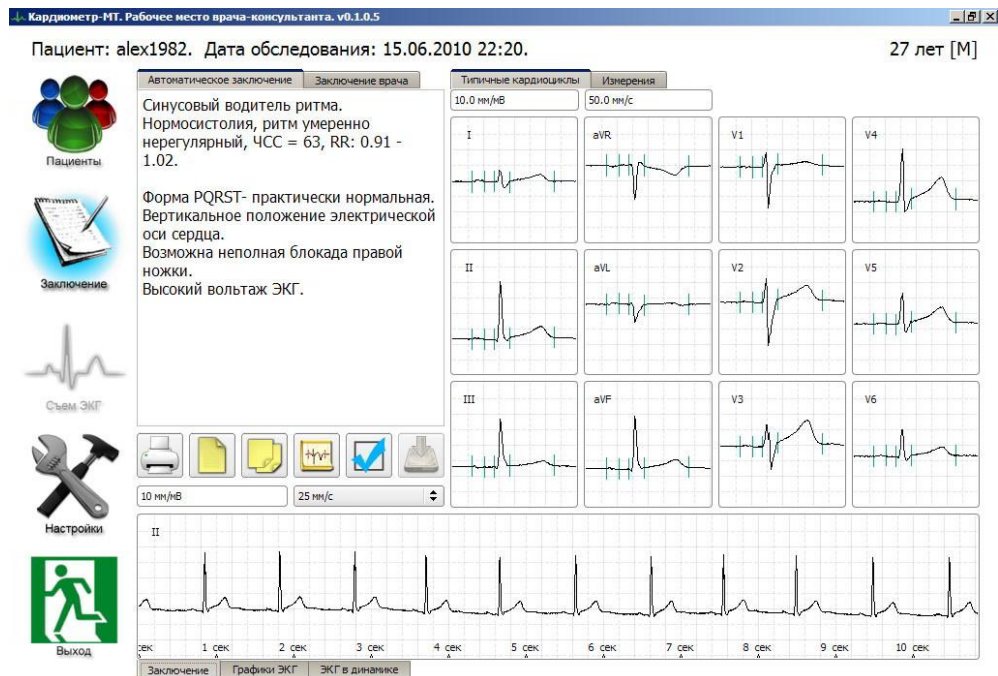 Кардиометр-МТ. Рабочее место врача-консультанта. v0.1.0.5
Пациент: alex1982. Дата обследования: 15.06.2010 22:20.
27 лет [М]
Пациенты
Заключение
Съем ЭКГ
Настройки
Выход
Автоматическое заключение
Заключение врача
Синусовый водитель ритма.
Нормосистолия, ритм умеренно
нерегулярный, ЧСС = 63, RR: 0.91 -
1.02.
Форма PQRST- практически нормальная.
Вертикальное положение электрической
оси сердца.
Возможна неполная блокада правой
ножки.
Высокий вольтаж ЭКГ.
10 мм/мВ
25 мм/с
Типичные кардиоциклы
Измерения
10.0 мм/мВ
50.0 мм/с
I
aVR
V1
V4
II
aVL
V2
V5
III
aVF
V3
V6
II
сек
1 сек
2 сек
3 сек
4 сек
5 сек
6 сек
7 сек
8 сек
9 сек
10 сек
Заключение
Графики ЭКГ
ЭКГ в динамике